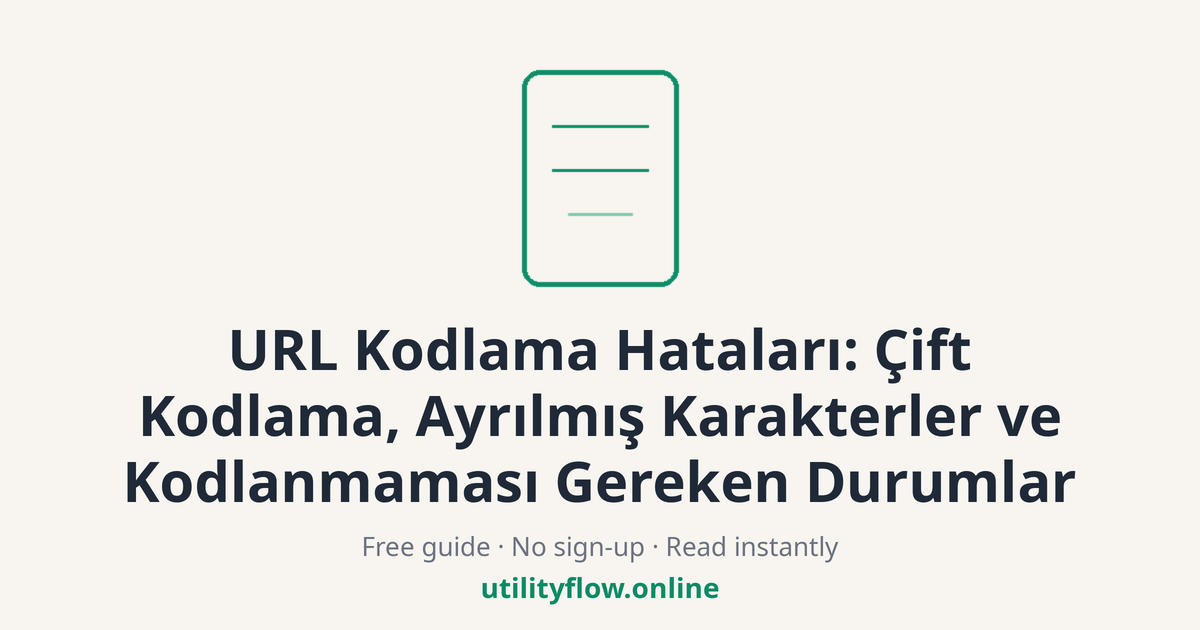 URL Kodlama Hataları: Çift
Kodlama, Ayrılmış Karakterler ve
Kodlanmaması Gereken Durumlar
Free guide · No sign-up · Read instantly
utilityflow.online